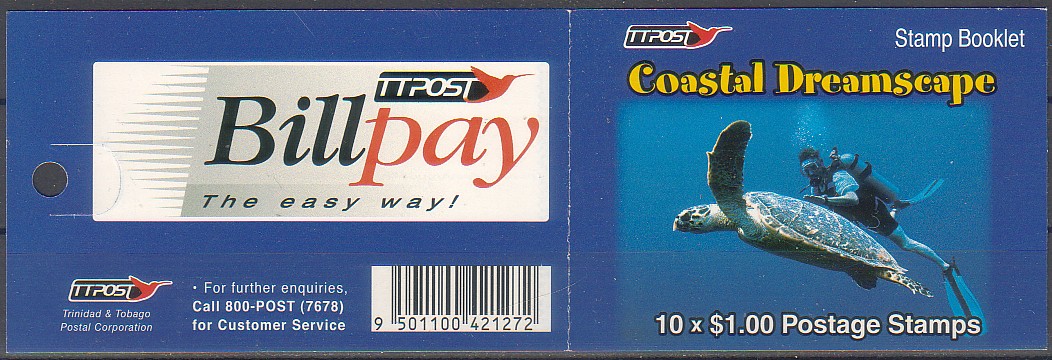 TTPOST
Billpay
The easy way!
TTPOST
Trinidad & Tobago
Postal Corporation
• For further enquiries,
Call 800-POST (7678)
for Customer Service
9 501100 421272
TTPOST
Stamp Booklet
Coastal Dreamscape
10 x $1.00 Postage Stamps